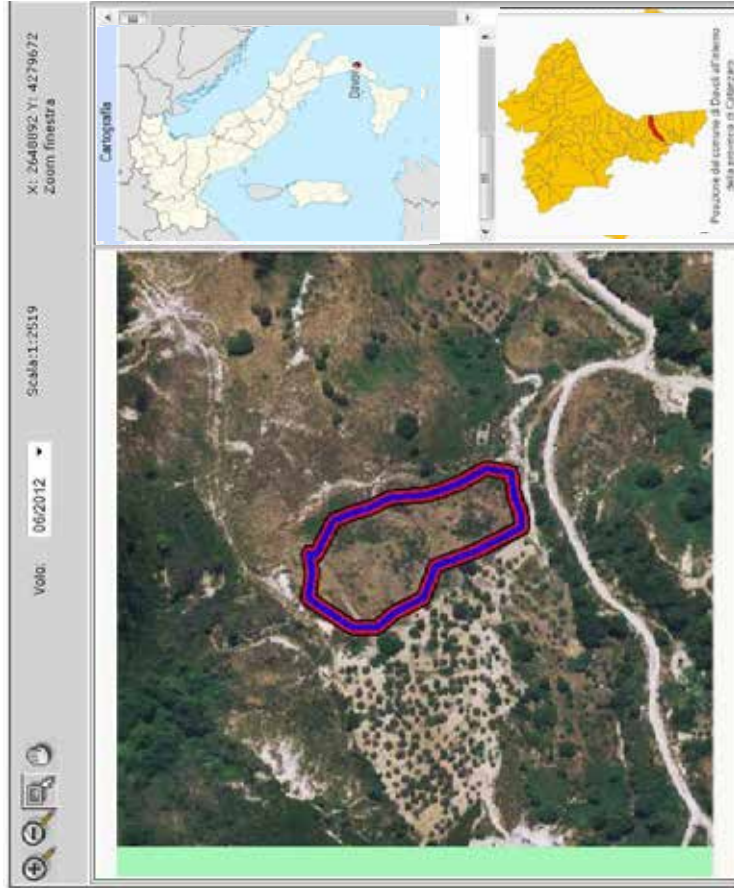 Volo: 06/2012 Scala:1:2519 X: 2648892 Y: 4279672
Zoom finestra
Cartografia
Davoli
Posizione del comune di Davoli all'interno
della provincia di Catanzaro